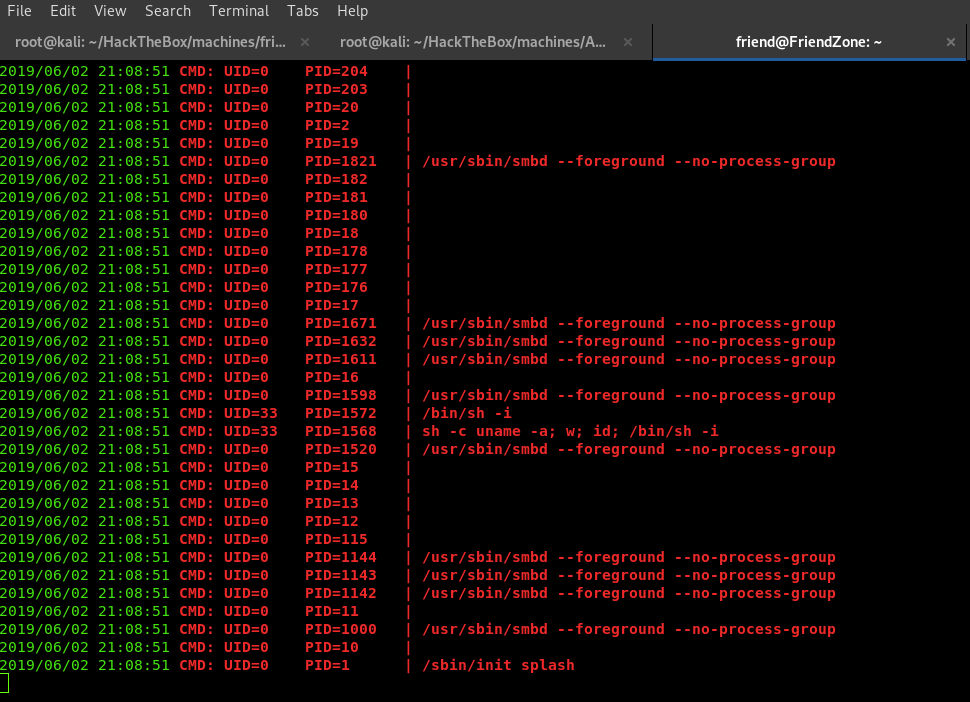 File Edit View Search Terminal Tabs Help
root@kali: ~/HackTheBox/machines/fri... × root@kali: ~/HackTheBox/machines/A... × friend@FriendZone: ~ ×
2019/06/02 21:08:51 CMD: UID=0    PID=204    |
2019/06/02 21:08:51 CMD: UID=0    PID=203    |
2019/06/02 21:08:51 CMD: UID=0    PID=20     |
2019/06/02 21:08:51 CMD: UID=0    PID=2      |
2019/06/02 21:08:51 CMD: UID=0    PID=19     |
2019/06/02 21:08:51 CMD: UID=0    PID=1821   | /usr/sbin/smbd --foreground --no-process-group
2019/06/02 21:08:51 CMD: UID=0    PID=182    |
2019/06/02 21:08:51 CMD: UID=0    PID=181    |
2019/06/02 21:08:51 CMD: UID=0    PID=180    |
2019/06/02 21:08:51 CMD: UID=0    PID=18     |
2019/06/02 21:08:51 CMD: UID=0    PID=178    |
2019/06/02 21:08:51 CMD: UID=0    PID=177    |
2019/06/02 21:08:51 CMD: UID=0    PID=176    |
2019/06/02 21:08:51 CMD: UID=0    PID=17     |
2019/06/02 21:08:51 CMD: UID=0    PID=1671   | /usr/sbin/smbd --foreground --no-process-group
2019/06/02 21:08:51 CMD: UID=0    PID=1632   | /usr/sbin/smbd --foreground --no-process-group
2019/06/02 21:08:51 CMD: UID=0    PID=1611   | /usr/sbin/smbd --foreground --no-process-group
2019/06/02 21:08:51 CMD: UID=0    PID=16     |
2019/06/02 21:08:51 CMD: UID=0    PID=1598   | /usr/sbin/smbd --foreground --no-process-group
2019/06/02 21:08:51 CMD: UID=33   PID=1572   | /bin/sh -i
2019/06/02 21:08:51 CMD: UID=33   PID=1568   | sh -c uname -a; w; id; /bin/sh -i
2019/06/02 21:08:51 CMD: UID=0    PID=1520   | /usr/sbin/smbd --foreground --no-process-group
2019/06/02 21:08:51 CMD: UID=0    PID=15     |
2019/06/02 21:08:51 CMD: UID=0    PID=14     |
2019/06/02 21:08:51 CMD: UID=0    PID=13     |
2019/06/02 21:08:51 CMD: UID=0    PID=12     |
2019/06/02 21:08:51 CMD: UID=0    PID=115    |
2019/06/02 21:08:51 CMD: UID=0    PID=1144   | /usr/sbin/smbd --foreground --no-process-group
2019/06/02 21:08:51 CMD: UID=0    PID=1143   | /usr/sbin/smbd --foreground --no-process-group
2019/06/02 21:08:51 CMD: UID=0    PID=1142   | /usr/sbin/smbd --foreground --no-process-group
2019/06/02 21:08:51 CMD: UID=0    PID=11     |
2019/06/02 21:08:51 CMD: UID=0    PID=1000   | /usr/sbin/smbd --foreground --no-process-group
2019/06/02 21:08:51 CMD: UID=0    PID=10     |
2019/06/02 21:08:51 CMD: UID=0    PID=1      | /sbin/init splash